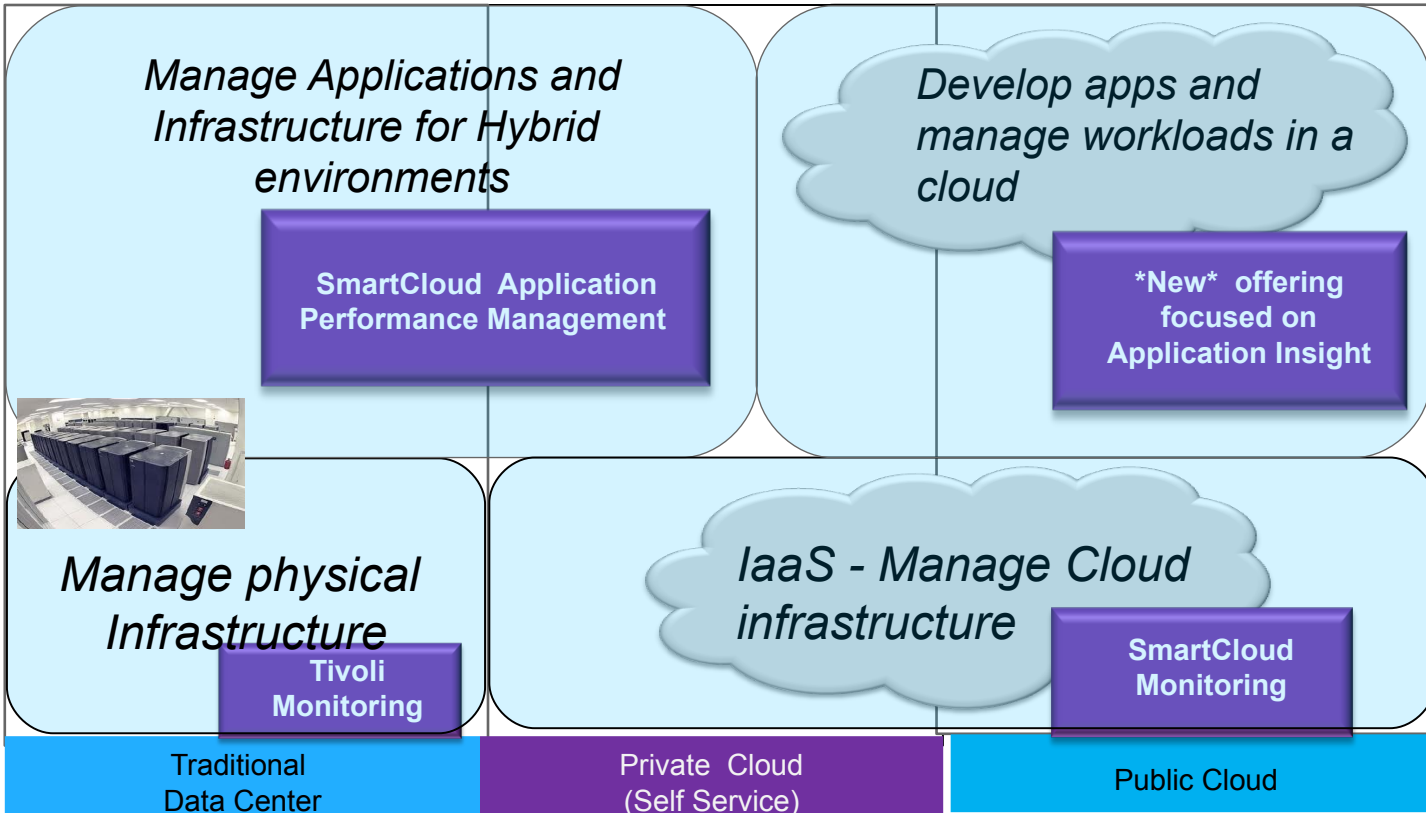 Manage Applications and
Infrastructure for Hybrid
environments
SmartCloud Application
Performance Management
Develop apps and
manage workloads in a
cloud
*New* offering
focused on
Application Insight
Manage physical
Infrastructure
Tivoli
Monitoring
IaaS - Manage Cloud
infrastructure
SmartCloud
Monitoring
Traditional
Data Center
Private Cloud
(Self Service)
Public Cloud